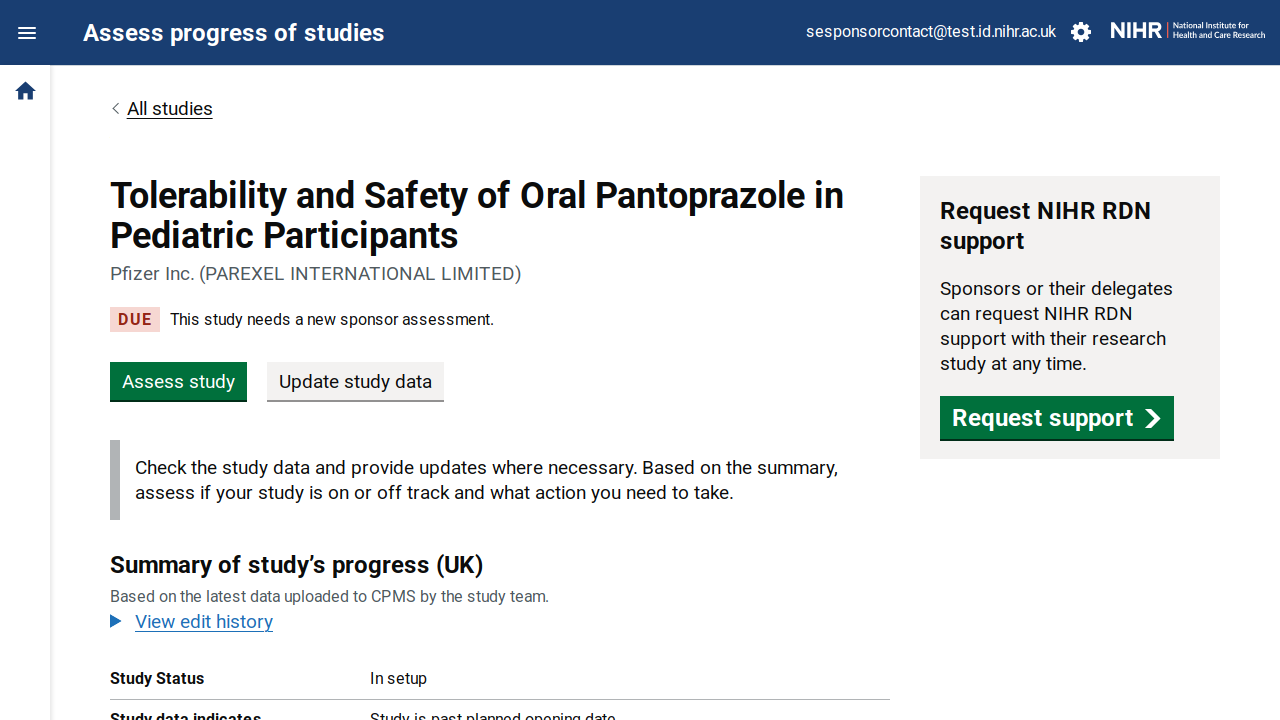 Assess progress of studies
sesponsorcontact@test.id.nihr.ac.uk
NIHR
National Institute for
Health and Care Research
All studies
Tolerability and Safety of Oral Pantoprazole in
Pediatric Participants
Pfizer Inc. (PAREXEL INTERNATIONAL LIMITED)
DUE This study needs a new sponsor assessment.
Assess study
Update study data
Check the study data and provide updates where necessary. Based on the summary,
assess if your study is on or off track and what action you need to take.
Summary of study’s progress (UK)
Based on the latest data uploaded to CPMS by the study team.
View edit history
Study Status In setup
Study data indicates Study is past planned opening date
Request NIHR RDN
support
Sponsors or their delegates
can request NIHR RDN
support with their research
study at any time.
Request support